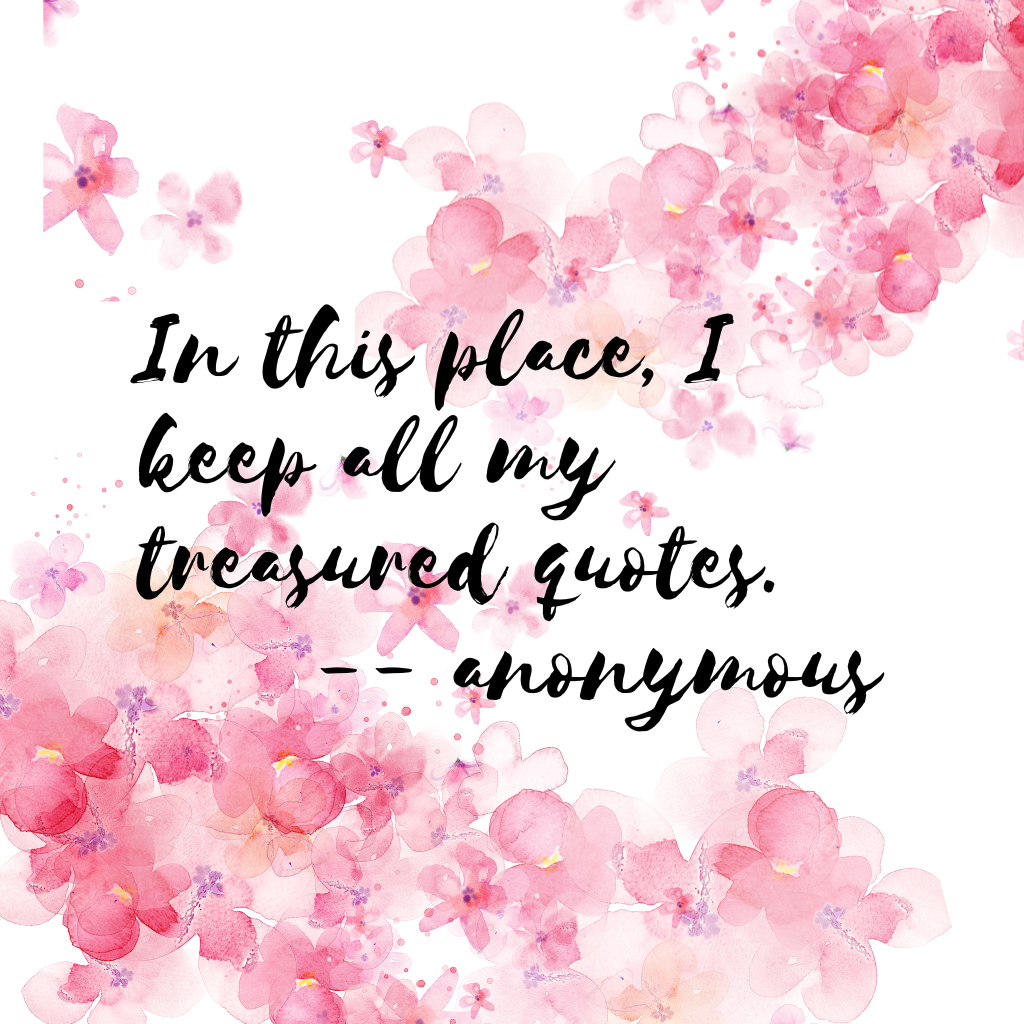 In this place, I
keep all my
treasured quotes.
-- anonymous